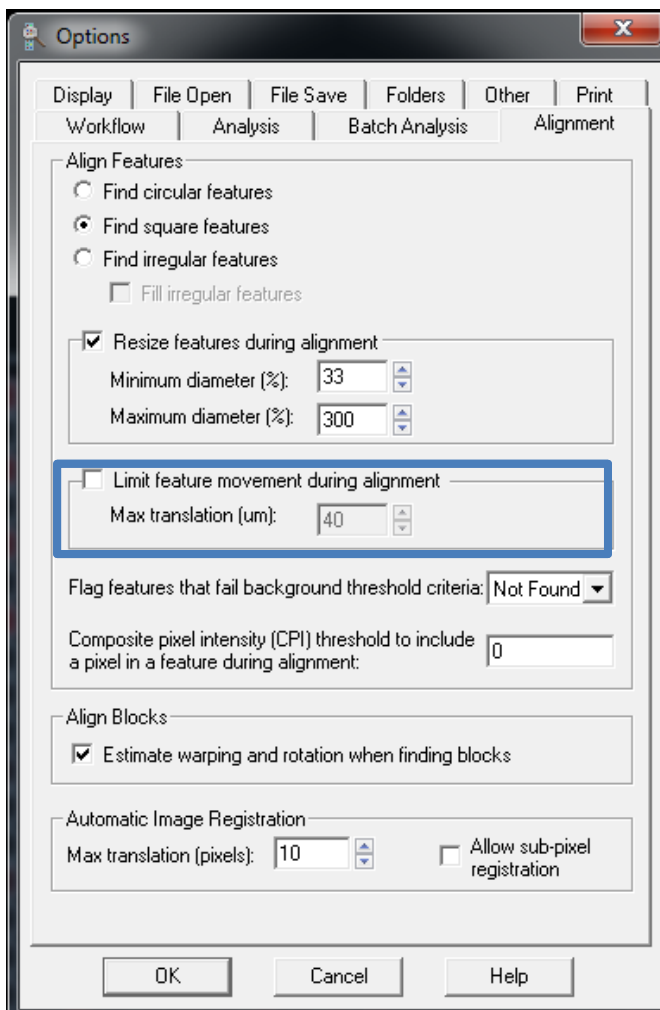 Options
Display File Open File Save Folders Other Print
Workflow Analysis Batch Analysis Alignment
Align Features
Find circular features
Find square features
Find irregular features
Fill irregular features
Resize features during alignment
Minimum diameter (%): 33
Maximum diameter (%): 300
Limit feature movement during alignment
Max translation (um): 40
Flag features that fail background threshold criteria: Not Found
Composite pixel intensity (CPI) threshold to include
a pixel in a feature during alignment: 0
Align Blocks
Estimate warping and rotation when finding blocks
Automatic Image Registration
Max translation (pixels): 10 Allow sub-pixel
registration
OK Cancel Help